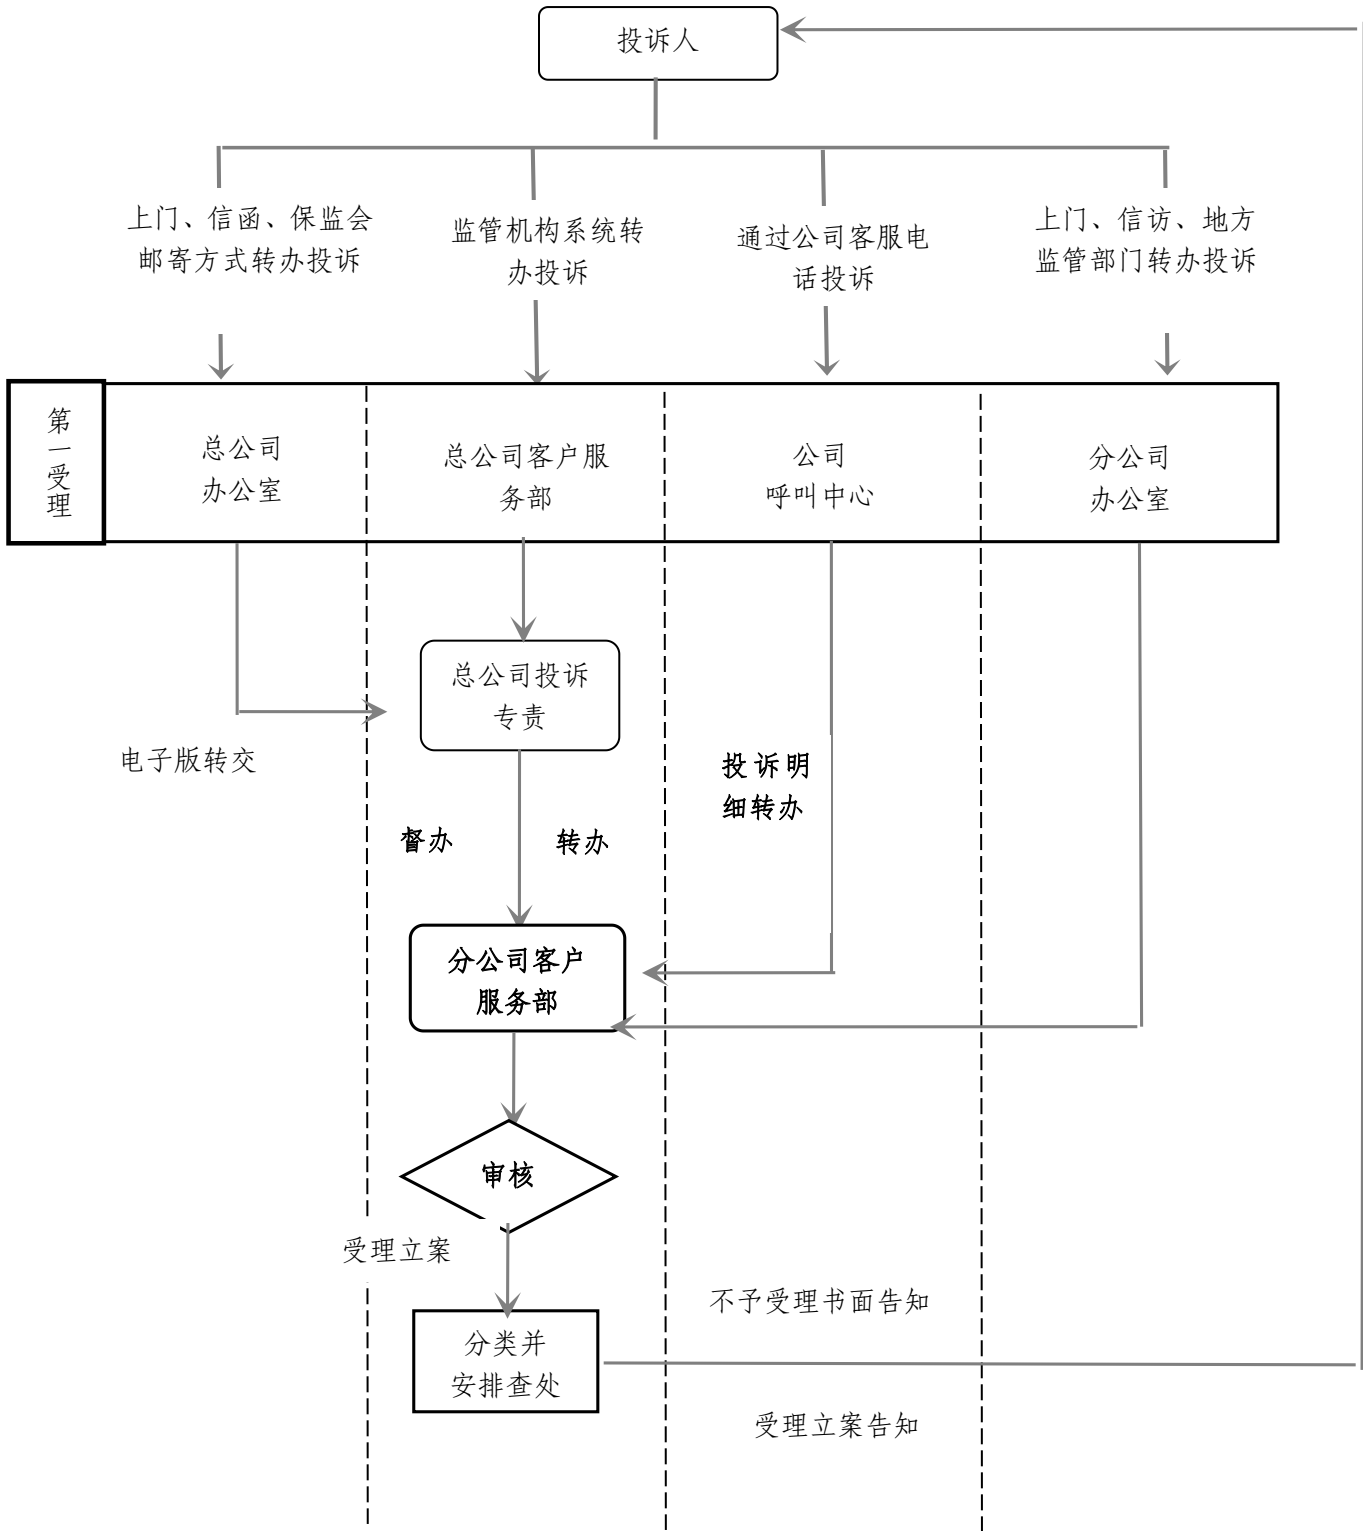 投诉人
上门、信函、保监会
邮寄方式转办投诉
监管机构系统转
办投诉
通过公司客服电
话投诉
上门、信访、地方
监管部门转办投诉
第
一
受
理
总公司
办公室
总公司客户服
务部
公司
呼叫中心
分公司
办公室
总公司投诉
专责
电子版转交
投诉明
细转办
督办
转办
分公司客户
服务部
审核
受理立案
不予受理书面告知
分类并
安排查处
受理立案告知